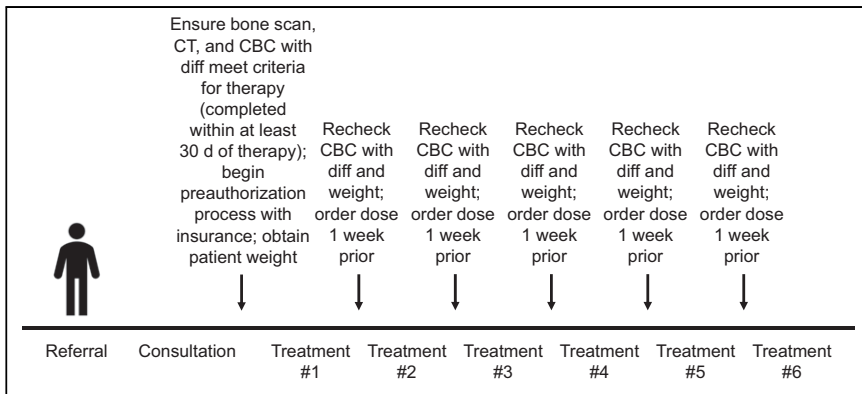 Ensure bone scan,
CT, and CBC with
diff meet criteria
for therapy
(completed
within at least
30 d of therapy);
begin
preauthorization
process with
insurance; obtain
patient weight
Recheck
CBC with
diff and
weight;
order dose
1 week
prior
Recheck
CBC with
diff and
weight;
order dose
1 week
prior
Recheck
CBC with
diff and
weight;
order dose
1 week
prior
Recheck
CBC with
diff and
weight;
order dose
1 week
prior
Recheck
CBC with
diff and
weight;
order dose
1 week
prior
Referral
Consultation
Treatment
#1
Treatment
#2
Treatment
#3
Treatment
#4
Treatment
#5
Treatment
#6